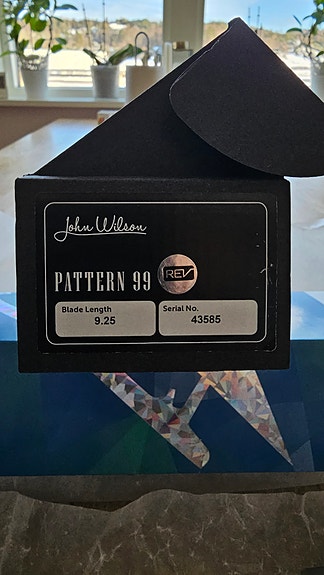 John Wilson
PATTERN 99 REV
Blade Length
9.25
Serial No.
43585